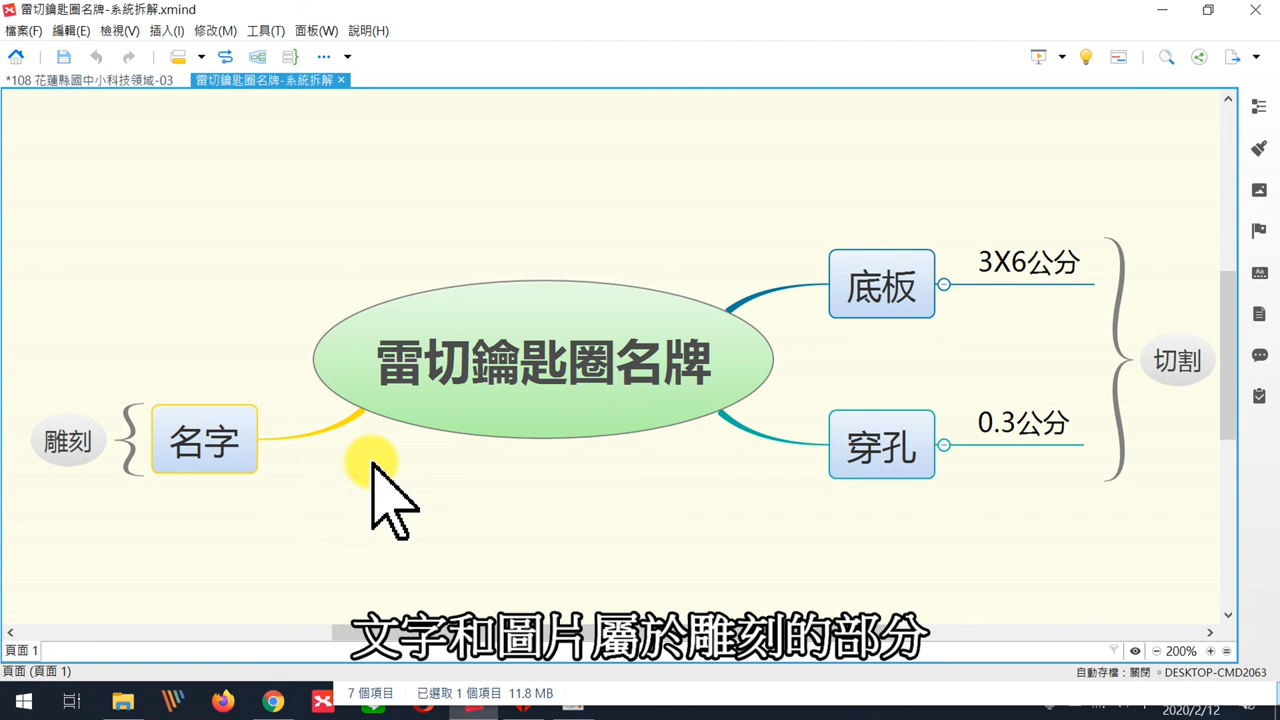 雷切鑰匙圈名牌-系統拆解.xmind
檔案(F) 編輯(E) 檢視(V) 插入(I) 修改(M) 工具(T) 面板(W) 說明(H)
*108 花蓮縣國中小科技領域-03 雷切鑰匙圈名牌-系統拆解
雷切鑰匙圈名牌
底板
3X6公分
穿孔
0.3公分
切割
名字
雕刻
文字和圖片屬於雕刻的部分
頁面 1
200%
頁面 (頁面 1)
自動存檔：關閉 DESKTOP-CMD2063
7 個項目 已選取 1 個項目 11.8 MB
2020/2/12